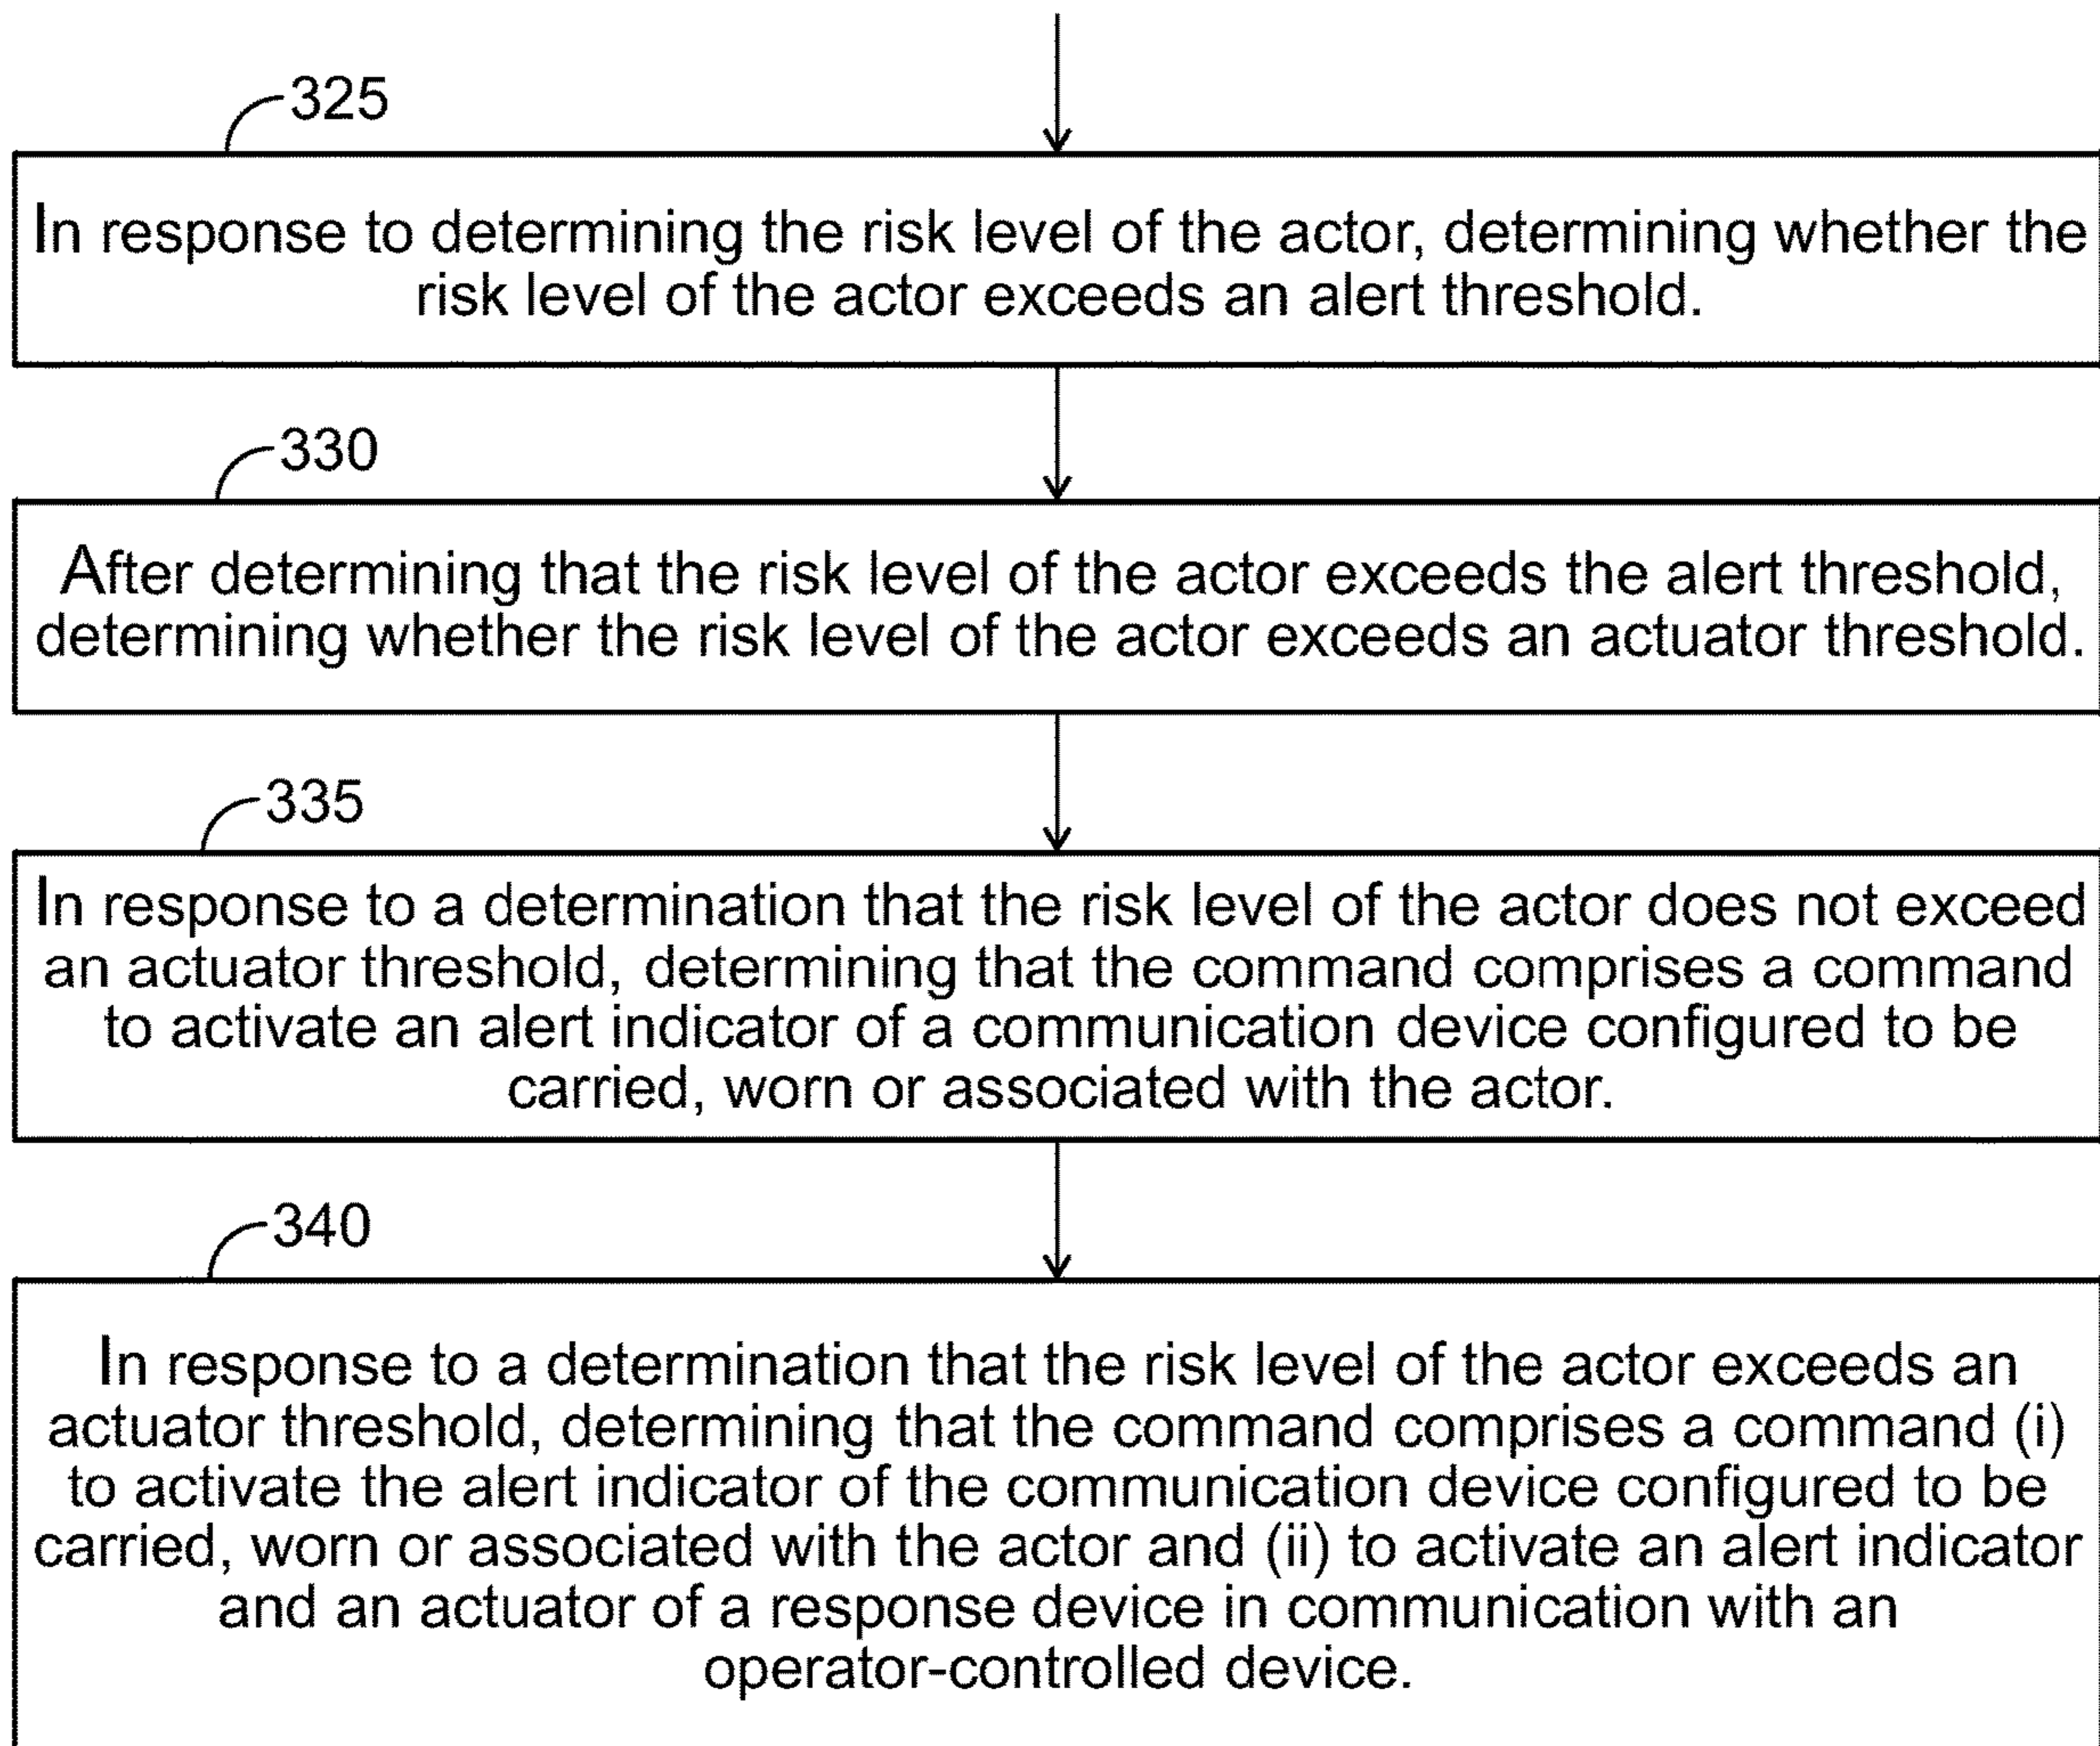 325
In response to determining the risk level of the actor, determining whether the
risk level of the actor exceeds an alert threshold.
330
After determining that the risk level of the actor exceeds the alert threshold,
determining whether the risk level of the actor exceeds an actuator threshold.
335
In response to a determination that the risk level of the actor does not exceed
an actuator threshold, determining that the command comprises a command
to activate an alert indicator of a communication device configured to be
carried, worn or associated with the actor.
340
In response to a determination that the risk level of the actor exceeds an
actuator threshold, determining that the command comprises a command (i)
to activate the alert indicator of the communication device configured to be
carried, worn or associated with the actor and (ii) to activate an alert indicator
and an actuator of a response device in communication with an
operator-controlled device.